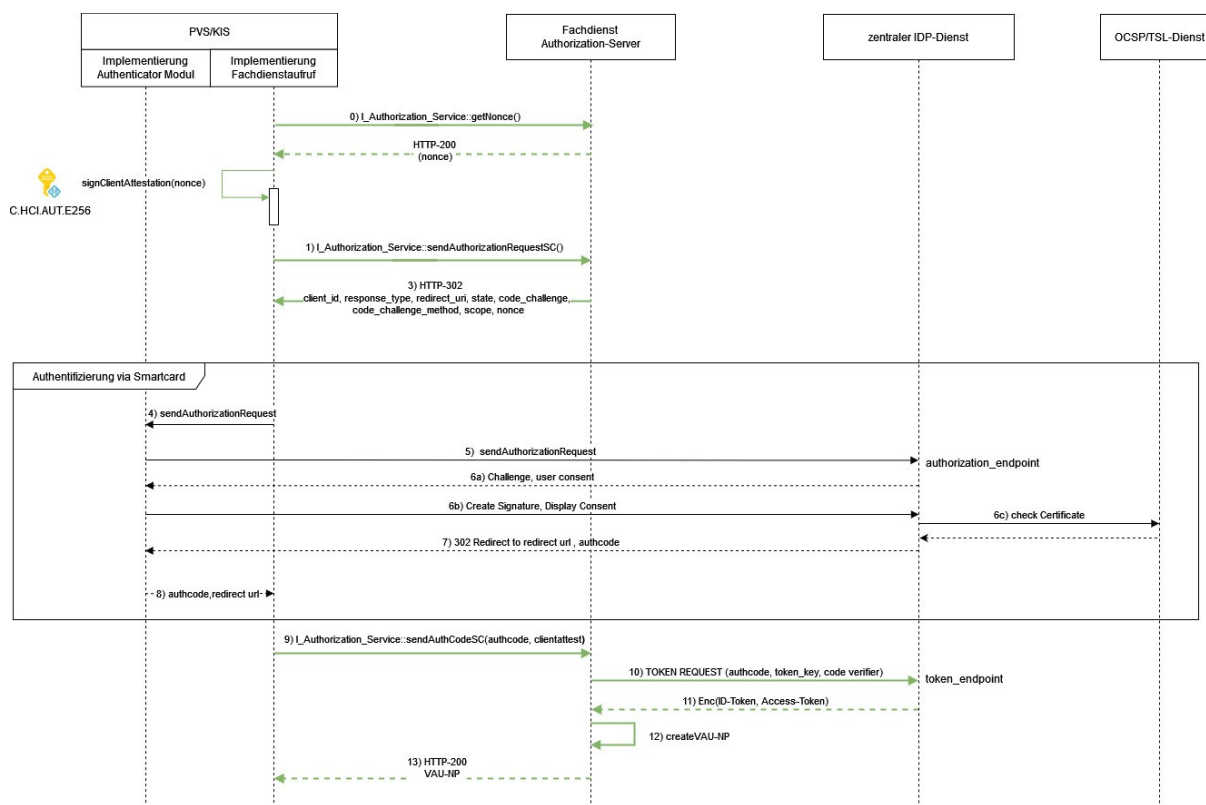 PVS/KIS
Implementierung
Authenticator Modul
Implementierung
Fachdienstaufruf
Fachdienst
Authorization-Server
zentraler IDP-Dienst
OCSP/TSL-Dienst
0) I_Authorization_Service::getNonce()
HTTP-200
(nonce)
signClientAttestation(nonce)
C.HCI.AUT.E256
1) I_Authorization_Service::sendAuthorizationRequestSC()
3) HTTP-302
client_id, response_type, redirect_uri, state, code_challenge,
code_challenge_method, scope, nonce
Authentifizierung via Smartcard
4) sendAuthorizationRequest
5) sendAuthorizationRequest
authorization_endpoint
6a) Challenge, user consent
6b) Create Signature, Display Consent
6c) check Certificate
7) 302 Redirect to redirect url , authcode
8) authcode,redirect url
9) I_Authorization_Service::sendAuthCodeSC(authcode, clientattest)
10) TOKEN REQUEST (authcode, token_key, code verifier)
token_endpoint
11) Enc(ID-Token, Access-Token)
12) createVAU-NP
13) HTTP-200
VAU-NP